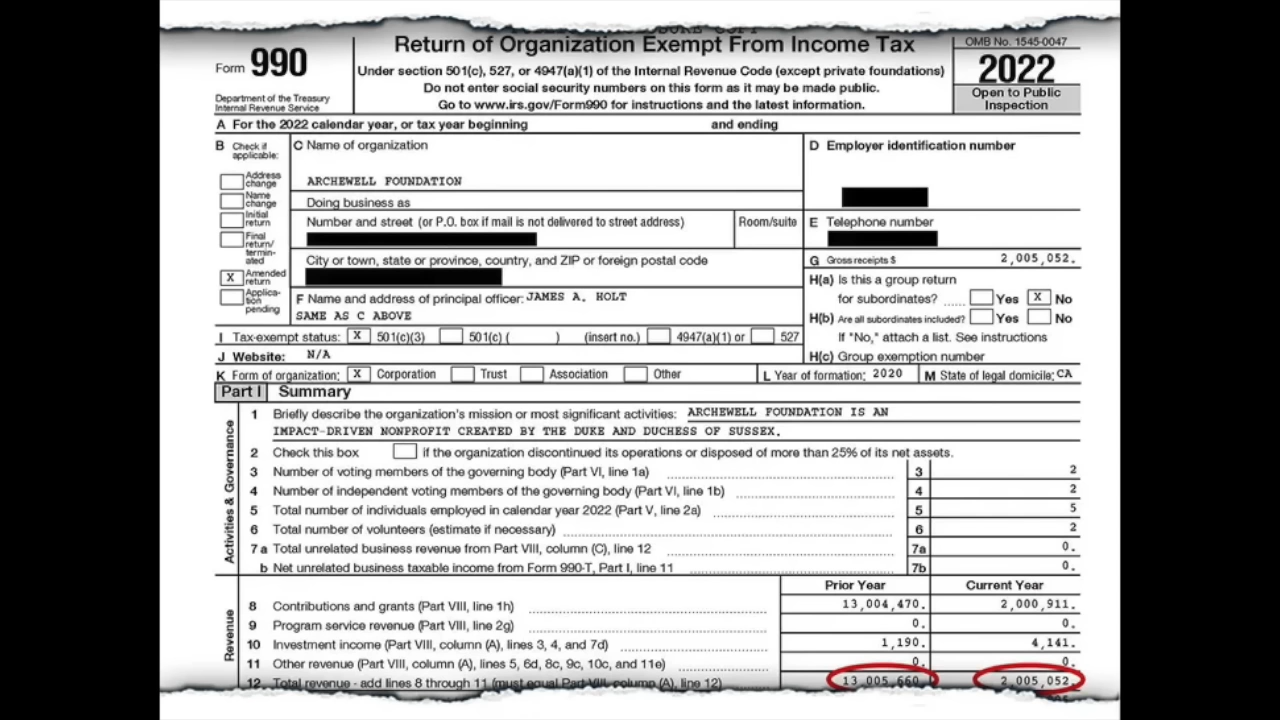 Return of Organization Exempt From Income Tax
OMB No. 1545-0047
Form 990
2022
Under section 501(c), 527, or 4947(a)(1) of the Internal Revenue Code (except private foundations)
Do not enter social security numbers on this form as it may be made public.
Go to www.irs.gov/Form990 for instructions and the latest information.
Department of the Treasury
Internal Revenue Service
Open to Public
Inspection
A For the 2022 calendar year, or tax year beginning and ending
B Check if
applicable:
Address
change
Name
change
Initial
return
Final
return/
termin-
ated
X Amended
return
Applica-
tion
pending
C Name of organization
ARCHEWELL FOUNDATION
Doing business as
Number and street (or P.O. box if mail is not delivered to street address) Room/suite
City or town, state or province, country, and ZIP or foreign postal code
F Name and address of principal officer: JAMES A. HOLT
SAME AS C ABOVE
D Employer identification number
E Telephone number
G Gross receipts $ 2,005,052.
H(a) Is this a group return
for subordinates? ...... Yes X No
H(b) Are all subordinates included? Yes No
If "No," attach a list. See instructions
H(c) Group exemption number
I Tax-exempt status: X 501(c)(3) 501(c) ( ) (insert no.) 4947(a)(1) or 527
J Website: N/A
K Form of organization: X Corporation Trust Association Other
L Year of formation: 2020 M State of legal domicile: CA
Part I Summary
Activities & Governance
1 Briefly describe the organization's mission or most significant activities: ARCHEWELL FOUNDATION IS AN
IMPACT-DRIVEN NONPROFIT CREATED BY THE DUKE AND DUCHESS OF SUSSEX.
2 Check this box if the organization discontinued its operations or disposed of more than 25% of its net assets.
3 Number of voting members of the governing body (Part VI, line 1a) 3 2
4 Number of independent voting members of the governing body (Part VI, line 1b) 4 2
5 Total number of individuals employed in calendar year 2022 (Part V, line 2a) 5 5
6 Total number of volunteers (estimate if necessary) 6 2
7 a Total unrelated business revenue from Part VIII, column (C), line 12 7a 0.
b Net unrelated business taxable income from Form 990-T, Part I, line 11 7b 0.
Revenue
Prior Year Current Year
8 Contributions and grants (Part VIII, line 1h) 13,004,470. 2,000,911.
9 Program service revenue (Part VIII, line 2g) 0. 0.
10 Investment income (Part VIII, column (A), lines 3, 4, and 7d) 1,190. 4,141.
11 Other revenue (Part VIII, column (A), lines 5, 6d, 8c, 9c, 10c, and 11e) 0. 0.
12 Total revenue - add lines 8 through 11 (must equal Part VIII, column (A), line 12) 13,005,660. 2,005,052.